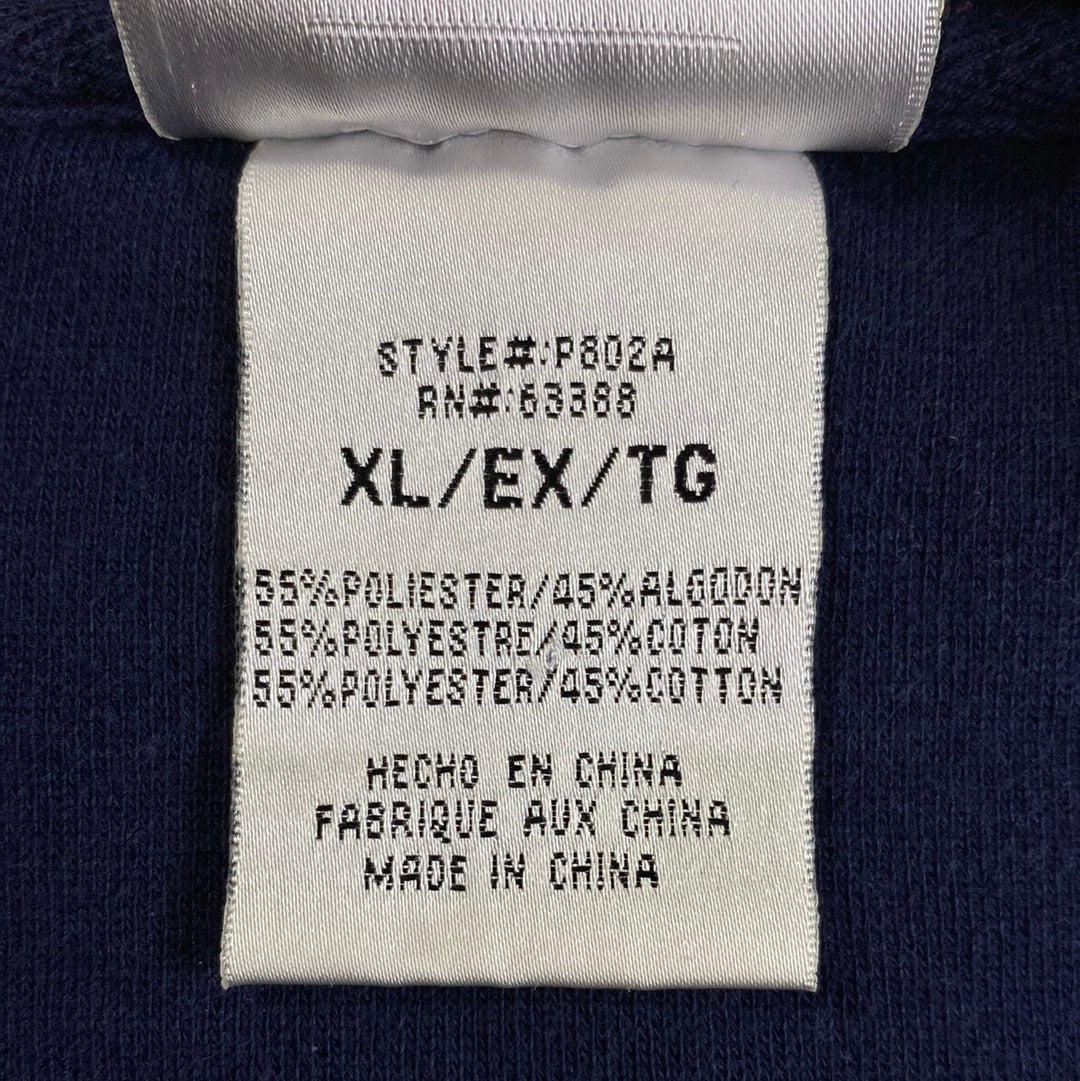 STYLE#:P802A
RN#:63388
XL/EX/TG
55%POLIESTER/45%ALGODON
55%POLYESTRE/45%COTON
55%POLYESTER/45%COTTON
HECHO EN CHINA
FABRIQUE AUX CHINA
MADE IN CHINA